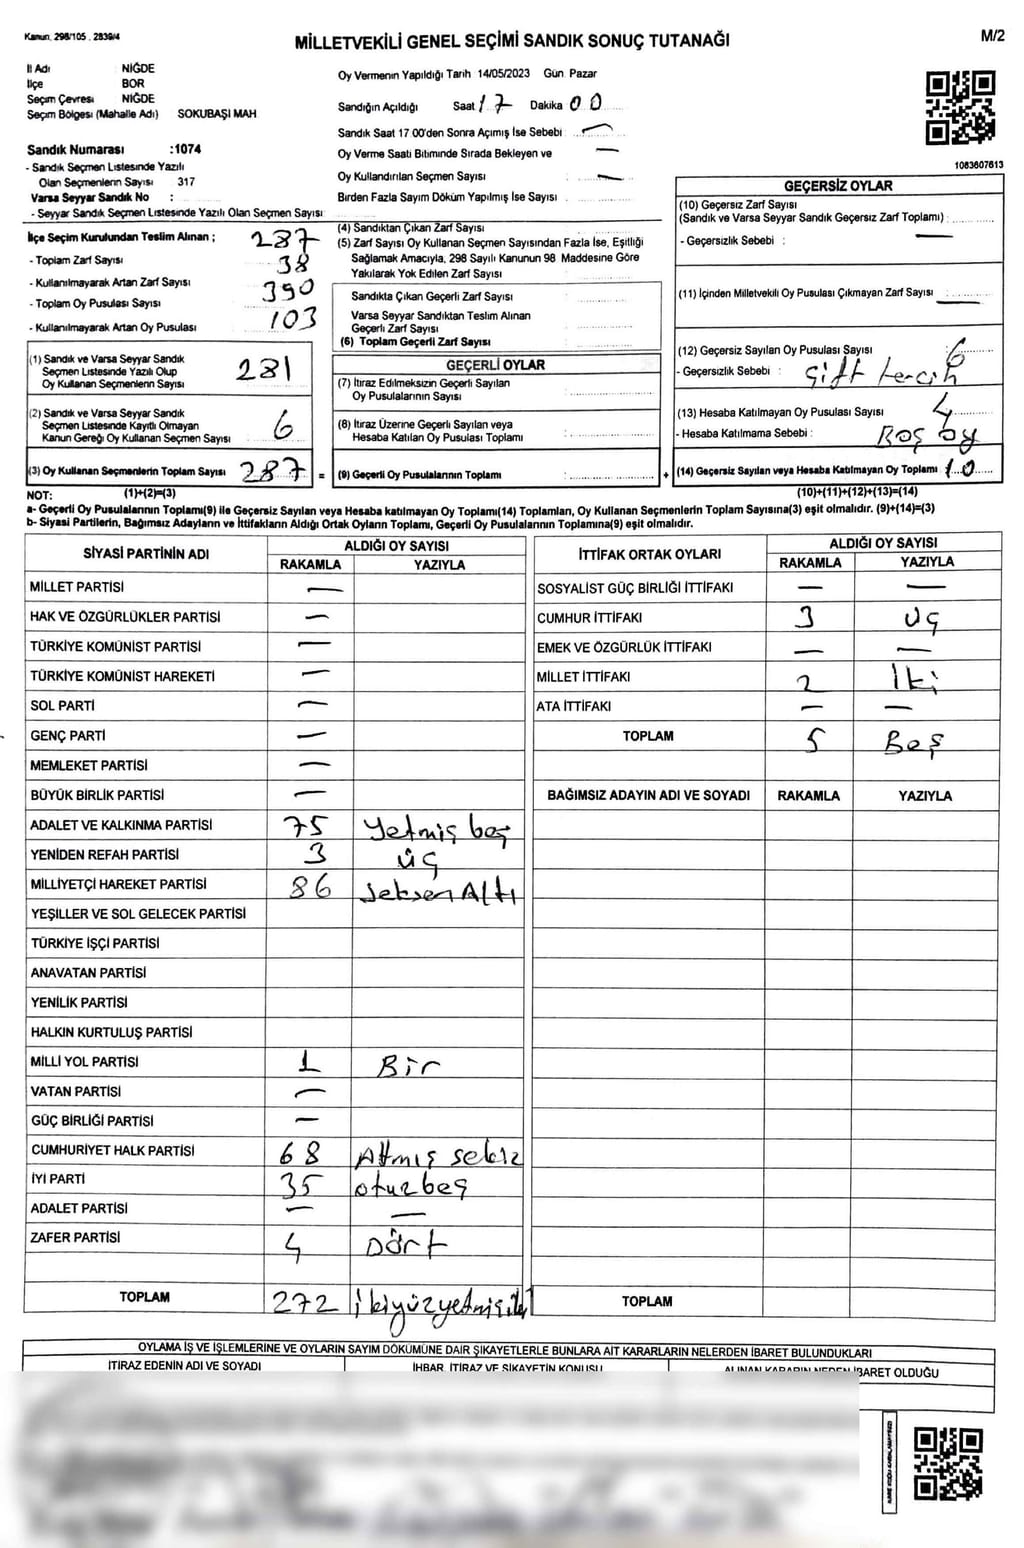 Kanun. 298/105 . 2839/4
MİLLETVEKİLİ GENEL SEÇİMİ SANDIK SONUÇ TUTANAĞI
M/2
İl Adı NİĞDE
İlçe BOR
Seçim Çevresi NİĞDE
Seçim Bölgesi (Mahalle Adı) SOKUBAŞI MAH
Sandık Numarası :1074
- Sandık Seçmen Listesinde Yazılı
Olan Seçmenlerin Sayısı 317
Varsa Seyyar Sandık No :
- Seyyar Sandık Seçmen Listesinde Yazılı Olan Seçmen Sayısı
Oy Vermenin Yapıldığı Tarih 14/05/2023 Gün Pazar
Sandığın Açıldığı Saat 17 Dakika 00
Sandık Saat 17 00'den Sonra Açılmış İse Sebebi : —
Oy Verme Saati Bitiminde Sırada Bekleyen ve —
Oy Kullandırılan Seçmen Sayısı : —
Birden Fazla Sayım Döküm Yapılmış İse Sayısı
1083607613
İlçe Seçim Kurulundan Teslim Alınan ; 287
- Toplam Zarf Sayısı 38
- Kullanılmayarak Artan Zarf Sayısı 390
- Toplam Oy Pusulası Sayısı 103
- Kullanılmayarak Artan Oy Pusulası
(1) Sandık ve Varsa Seyyar Sandık
Seçmen Listesinde Yazılı Olup
Oy Kullanan Seçmenlerin Sayısı 281
(2) Sandık ve Varsa Seyyar Sandık
Seçmen Listesinde Kayıtlı Olmayan
Kanun Gereği Oy Kullanan Seçmen Sayısı 6
(3) Oy Kullanan Seçmenlerin Toplam Sayısı 287 =
(4) Sandıktan Çıkan Zarf Sayısı
(5) Zarf Sayısı Oy Kullanan Seçmen Sayısından Fazla İse, Eşitliği
Sağlamak Amacıyla, 298 Sayılı Kanunun 98 Maddesine Göre
Yakılarak Yok Edilen Zarf Sayısı
Sandıkta Çıkan Geçerli Zarf Sayısı
Varsa Seyyar Sandıktan Teslim Alınan
Geçerli Zarf Sayısı
(6) Toplam Geçerli Zarf Sayısı
GEÇERLİ OYLAR
(7) İtiraz Edilmeksizin Geçerli Sayılan
Oy Pusulalarının Sayısı
(8) İtiraz Üzerine Geçerli Sayılan veya
Hesaba Katılan Oy Pusulası Toplamı
(9) Geçerli Oy Pusulalarının Toplamı +
GEÇERSİZ OYLAR
(10) Geçersiz Zarf Sayısı
(Sandık ve Varsa Seyyar Sandık Geçersiz Zarf Toplamı) :
- Geçersizlik Sebebi : —
(11) İçinden Milletvekili Oy Pusulası Çıkmayan Zarf Sayısı —
(12) Geçersiz Sayılan Oy Pusulası Sayısı 6
- Geçersizlik Sebebi : Çift tercih
(13) Hesaba Katılmayan Oy Pusulası Sayısı 4
- Hesaba Katılmama Sebebi : Boş oy
(14) Geçersiz Sayılan veya Hesaba Katılmayan Oy Toplamı 10
NOT: (1)+(2)=(3) (10)+(11)+(12)+(13)=(14)
a- Geçerli Oy Pusulalarının Toplamı(9) ile Geçersiz Sayılan veya Hesaba katılmayan Oy Toplamı(14) Toplamları, Oy Kullanan Seçmenlerin Toplam Sayısına(3) eşit olmalıdır. (9)+(14)=(3)
b- Siyasi Partilerin, Bağımsız Adayların ve İttifakların Aldığı Ortak Oyların Toplamı, Geçerli Oy Pusulalarının Toplamına(9) eşit olmalıdır.
SİYASİ PARTİNİN ADI ALDIĞI OY SAYISI
RAKAMLA YAZIYLA
MİLLET PARTİSİ —
HAK VE ÖZGÜRLÜKLER PARTİSİ —
TÜRKİYE KOMÜNİST PARTİSİ —
TÜRKİYE KOMÜNİST HAREKETİ —
SOL PARTİ —
GENÇ PARTİ —
MEMLEKET PARTİSİ —
BÜYÜK BİRLİK PARTİSİ —
ADALET VE KALKINMA PARTİSİ 75 Yetmiş beş
YENİDEN REFAH PARTİSİ 3 üç
MİLLİYETÇİ HAREKET PARTİSİ 86 Seksen Altı
YEŞİLLER VE SOL GELECEK PARTİSİ
TÜRKİYE İŞÇİ PARTİSİ
ANAVATAN PARTİSİ
YENİLİK PARTİSİ
HALKIN KURTULUŞ PARTİSİ
MİLLİ YOL PARTİSİ 1 Bir
VATAN PARTİSİ —
GÜÇ BİRLİĞİ PARTİSİ —
CUMHURİYET HALK PARTİSİ 68 Atmış sekiz
İYİ PARTİ 35 otuzbeş
ADALET PARTİSİ — —
ZAFER PARTİSİ 4 Dört
TOPLAM 272 ikiyüzyetmiş iki
İTTİFAK ORTAK OYLARI ALDIĞI OY SAYISI
RAKAMLA YAZIYLA
SOSYALİST GÜÇ BİRLİĞİ İTTİFAKI — —
CUMHUR İTTİFAKI 3 Üç
EMEK VE ÖZGÜRLÜK İTTİFAKI — —
MİLLET İTTİFAKI 2 İki
ATA İTTİFAKI — —
TOPLAM 5 Beş
BAĞIMSIZ ADAYIN ADI VE SOYADI RAKAMLA YAZIYLA
TOPLAM
OYLAMA İŞ VE İŞLEMLERİNE VE OYLARIN SAYIM DÖKÜMÜNE DAİR ŞİKAYETLERLE BUNLARA AİT KARARLARIN NELERDEN İBARET BULUNDUKLARI
İTİRAZ EDENİN ADI VE SOYADI İHBAR, İTİRAZ VE ŞİKAYETİN KONUSU ALINAN KARARIN NEDEN İBARET OLDUĞU